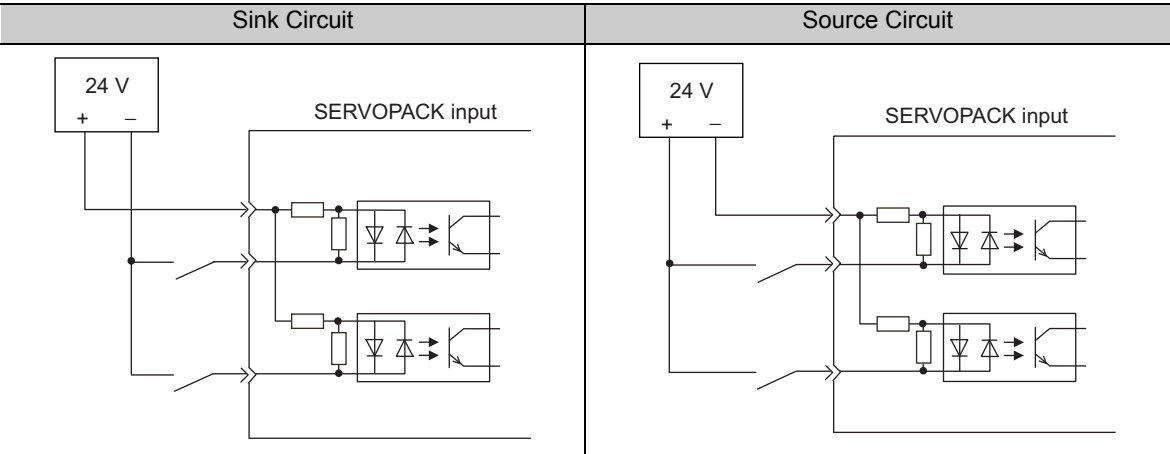 Sink Circuit
Source Circuit
24 V
+ −
SERVOPACK input
24 V
+ −
SERVOPACK input